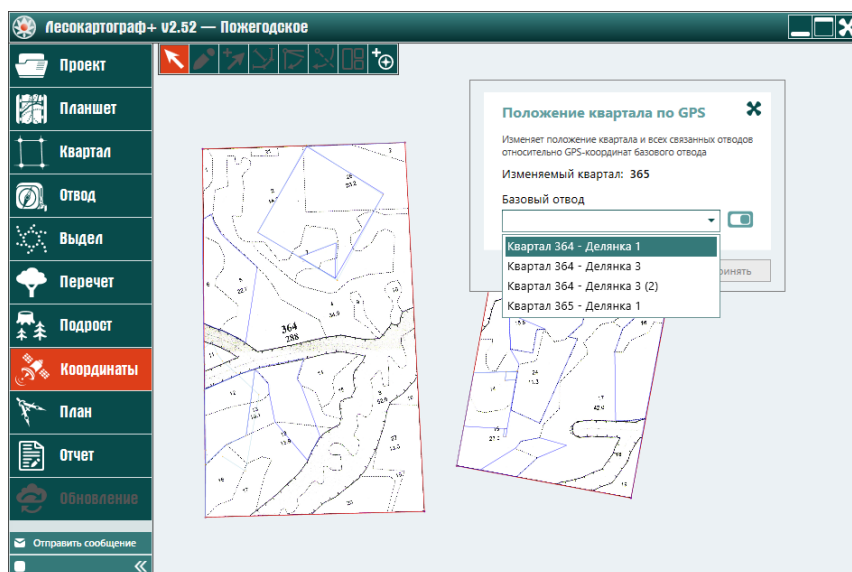 Лесокартограф+ v2.52 — Пожегодское
Проект
Планшет
Квартал
Отвод
Выдел
Перечет
Подрост
Координаты
План
Отчет
Обновление
Отправить сообщение
Положение квартала по GPS
Изменяет положение квартала и всех связанных отводов
относительно GPS-координат базового отвода
Изменяемый квартал: 365
Базовый отвод
Квартал 364 - Делянка 1
Квартал 364 - Делянка 3
Квартал 364 - Делянка 3 (2)
Квартал 365 - Делянка 1
364
288